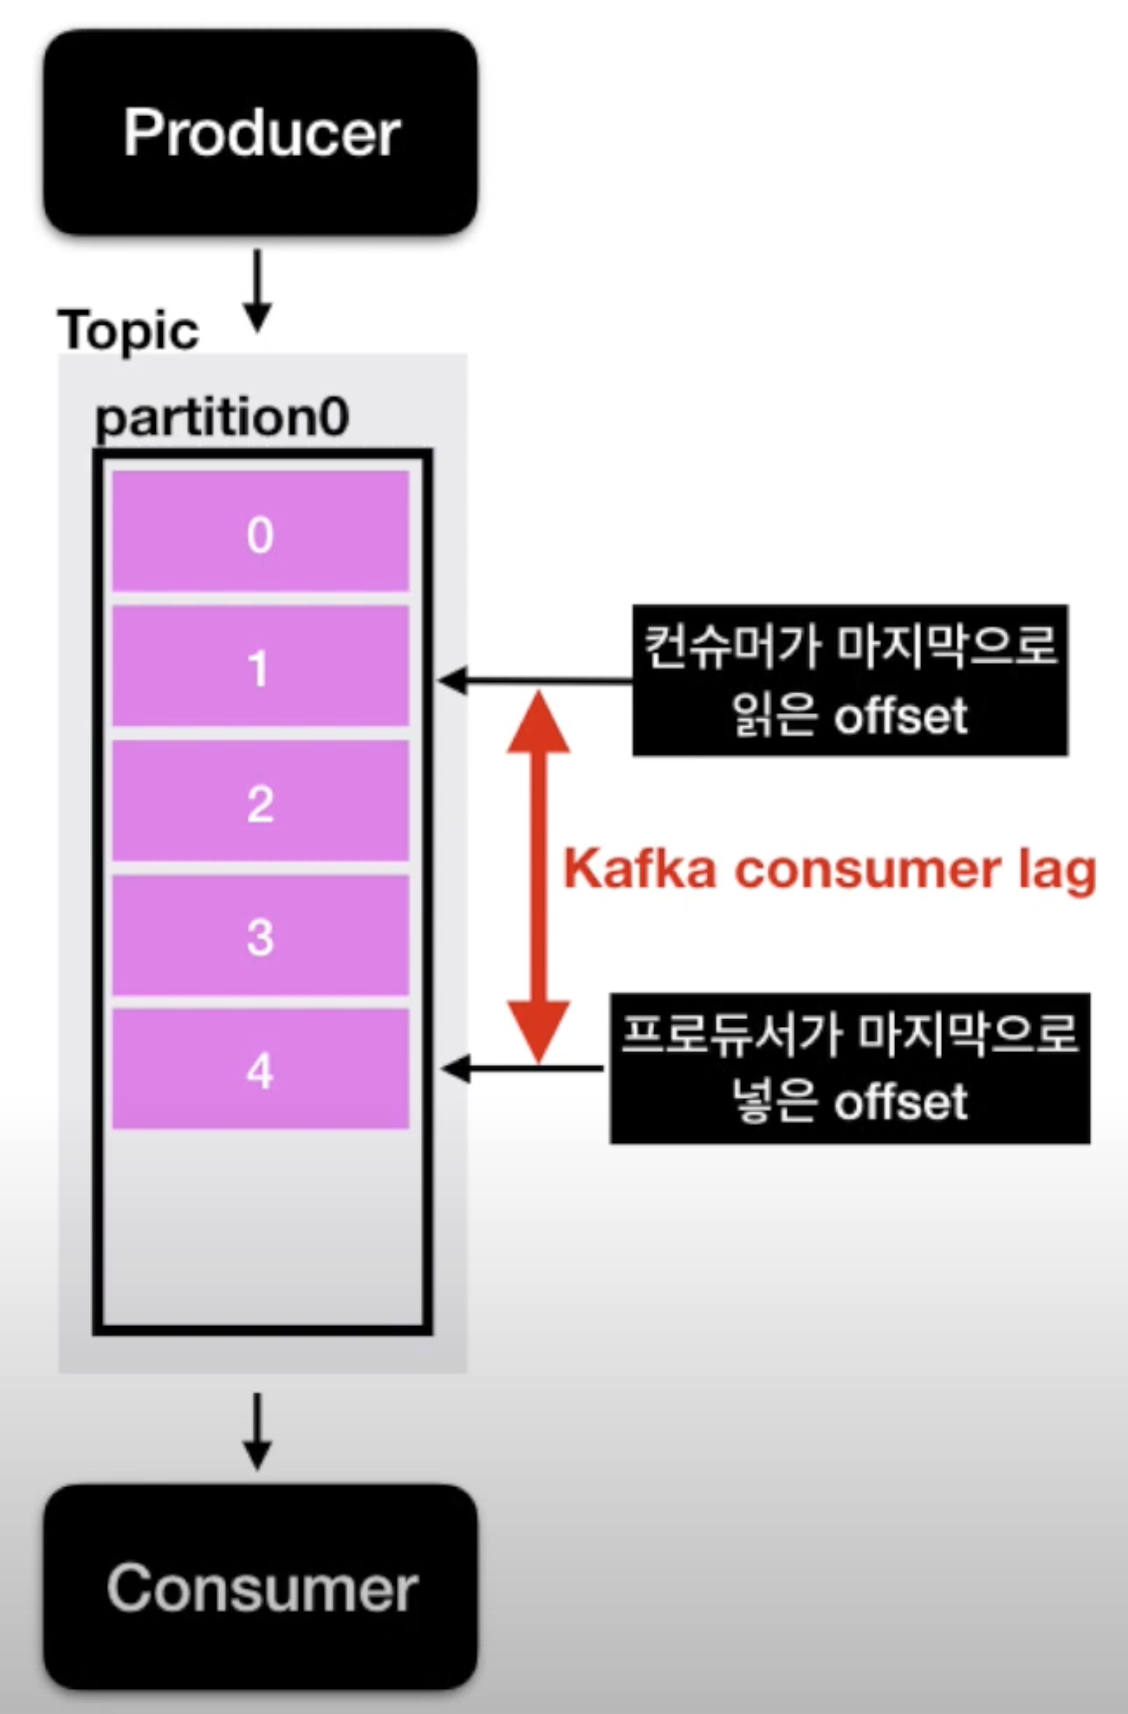 Producer
Topic
partition0
0
1
컨슈머가 마지막으로
읽은 offset
2
Kafka consumer lag
3
4
프로듀서가 마지막으로
넣은 offset
Consumer